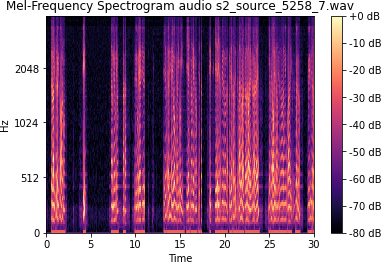 Mel-Frequency Spectrogram audio s2_source_5258_7.wav
+0 dB
-10 dB
2048
-20 dB
-30 dB
1024
Hz
-40 dB
-50 dB
512
-60 dB
-70 dB
0
-80 dB
0 5 10 15 20 25 30
Time